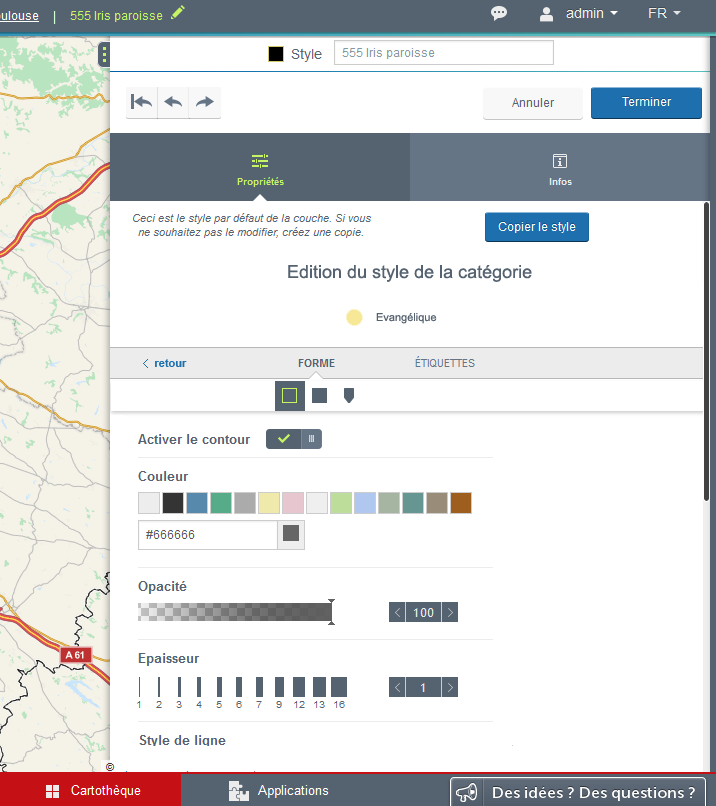 oulouse | 555 Iris paroisse admin FR
Style 555 Iris paroisse
Annuler Terminer
Propriétés Infos
Ceci est le style par défaut de la couche. Si vous
ne souhaitez pas le modifier, créez une copie.
Copier le style
Edition du style de la catégorie
Evangélique
retour FORME ÉTIQUETTES
Activer le contour
Couleur
#666666
Opacité
100
Epaisseur
1
1 2 3 4 5 6 7 9 12 13 16
Style de ligne
A 61
©
Cartothèque Applications Des idées ? Des questions ?